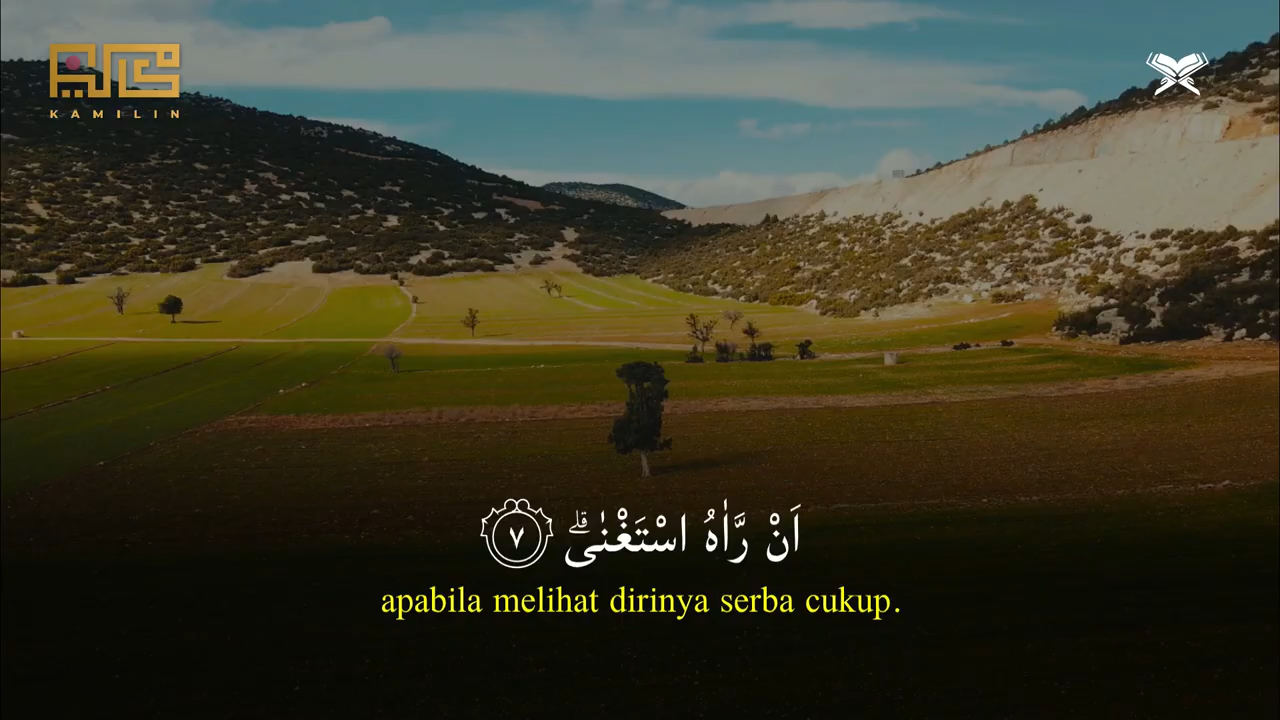 KAMILIN
اَنْ رَّاٰهُ اسْتَغْنٰىۗ ٧
apabila melihat dirinya serba cukup.